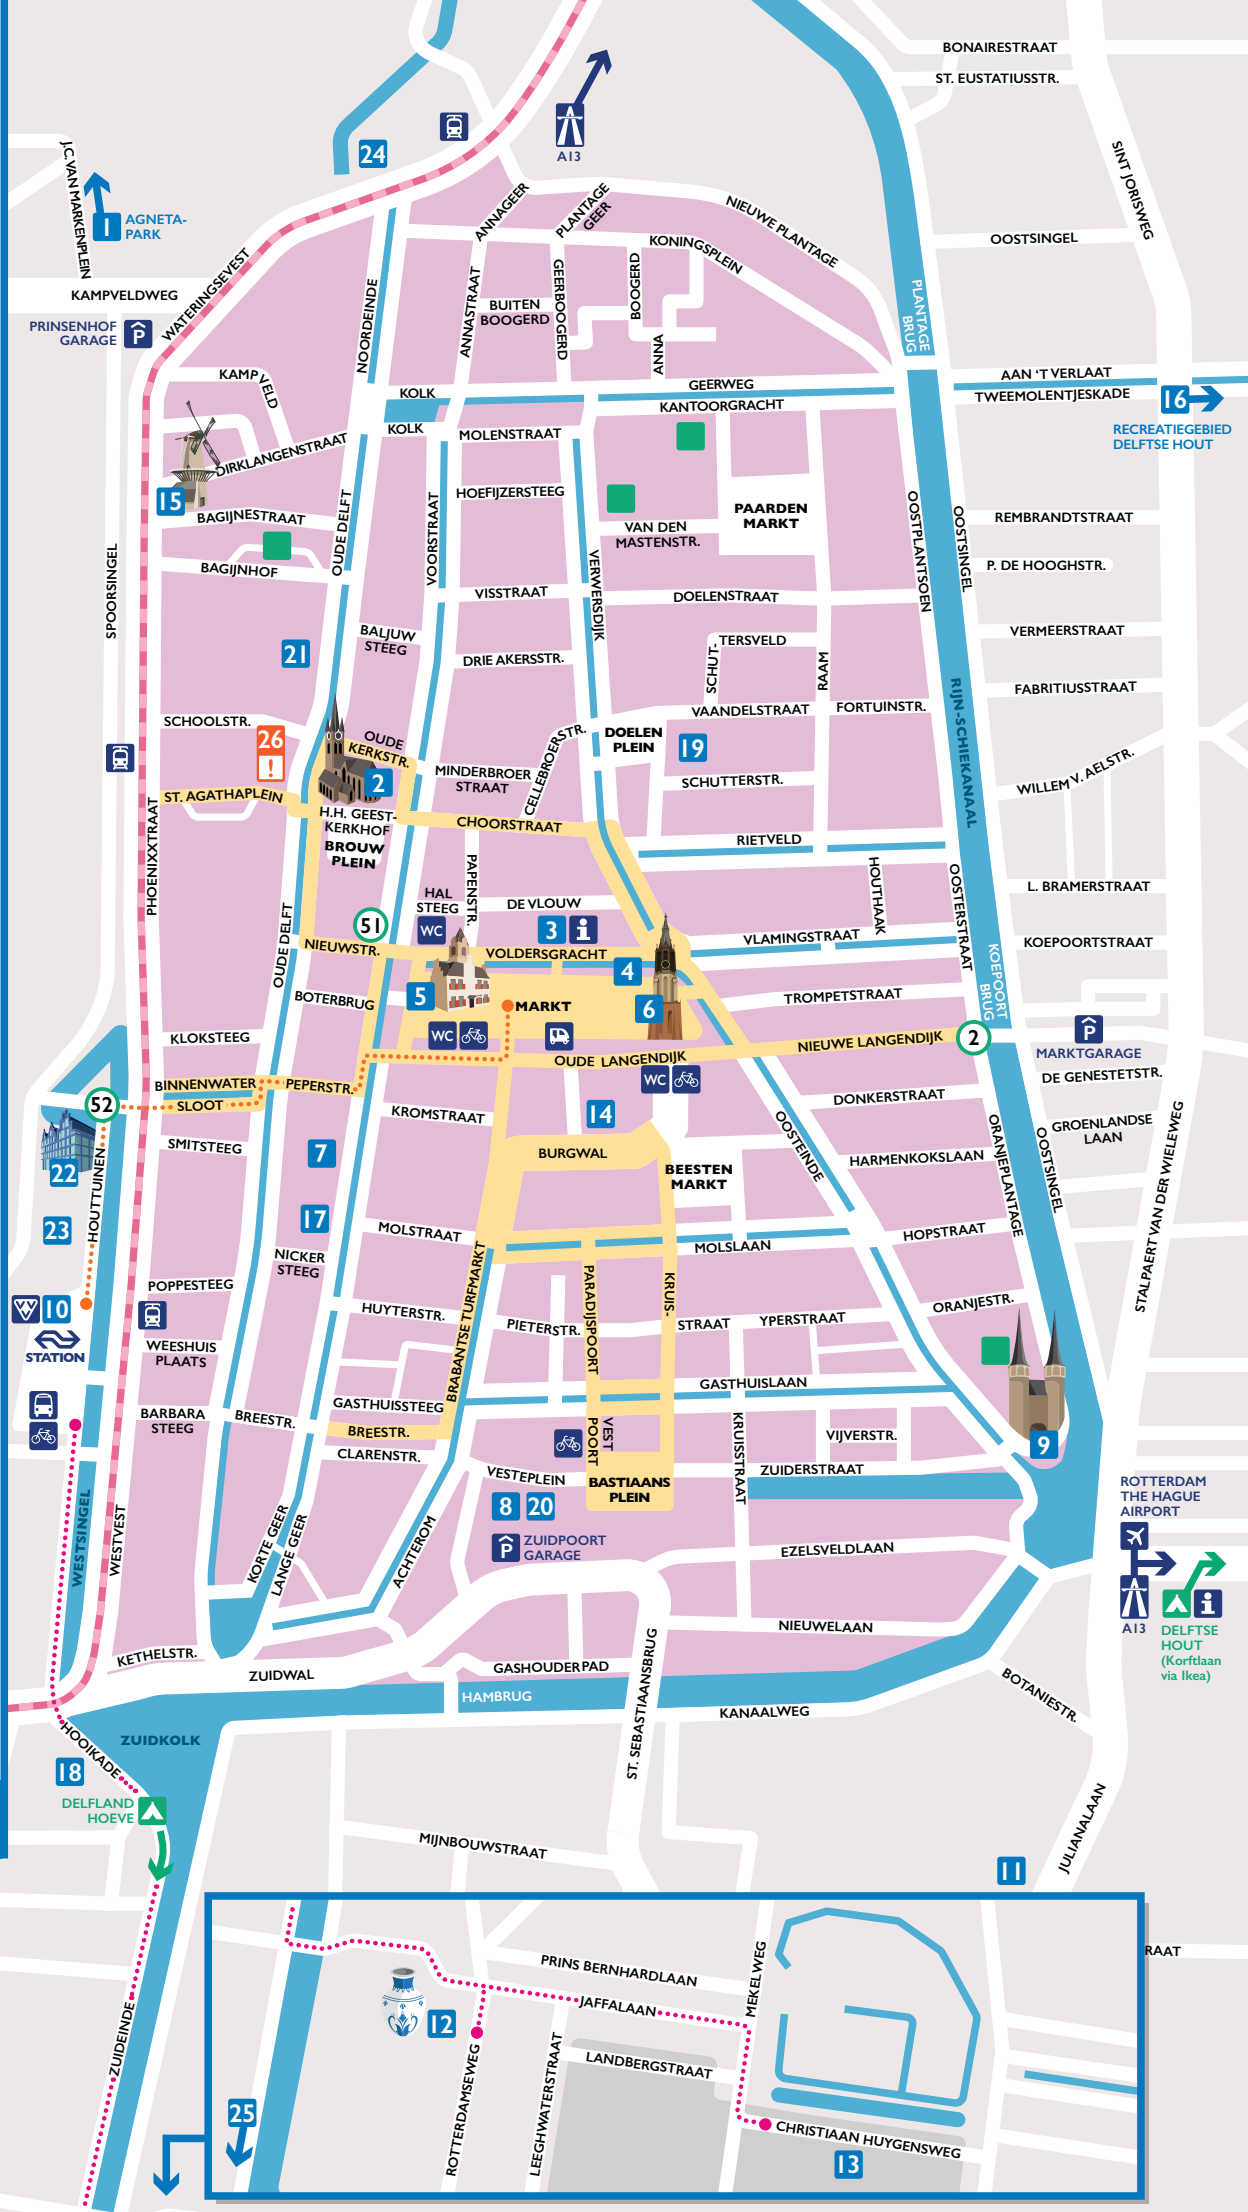 BONAIRESTRAAT
ST. EUSTATIUSSTR.
A13
24
J.C. VAN MARKENPLEIN
1
AGNETA-
PARK
SINT JORISWEG
ANNAGEER
PLANTAGE
GEER
NIEUWE PLANTAGE
KONINGSPLEIN
OOSTSINGEL
KAMPVELDWEG
WATERINGSEVEST
PRINSENHOF
GARAGE
P
NOORDEINDE
ANNASTRAAT
BUITEN
BOOGERD
GEERBOOGERD
BOOGERD
ANNA
PLANTAGE
BRUG
KAMP
VELD
KOLK
GEERWEG
KANTOORGRACHT
AAN 'T VERLAAT
TWEEMOLENTJESKADE
16
RECREATIEGEBIED
DELFTSE HOUT
KOLK
MOLENSTRAAT
DIRKLANGENSTRAAT
15
HOEFIJZERSTEEG
PAARDEN
MARKT
BAGIJNESTRAAT
OUDE DELFT
VOORSTRAAT
VAN DEN
MASTENSTR.
OOSTPLANTSOEN
OOSTSINGEL
REMBRANDTSTRAAT
BAGIJNHOF
VERWERSDIJK
P. DE HOOGHSTR.
SPOORSINGEL
VISSTRAAT
DOELENSTRAAT
BALJUW
STEEG
VERMEERSTRAAT
21
DRIE AKERSSTR.
SCHUT-
TERSVELD
RAAM
RIJN-SCHIEKANAAL
FABRITIUSSTRAAT
SCHOOLSTR.
VAANDELSTRAAT
FORTUINSTR.
26
!
OUDE
KERKSTR.
CELLEBROERSTR.
DOELEN
PLEIN
19
2
MINDERBROER
STRAAT
SCHUTTERSTR.
WILLEM V. AELSTR.
ST. AGATHAPLEIN
H.H. GEEST-
KERKHOF
CHOORSTRAAT
BROUW
PLEIN
RIETVELD
PHOENIXXTRAAT
PAPENSTR.
HOUTHAAK
OOSTERSTRAAT
L. BRAMERSTRAAT
HAL
STEEG
DE VLOUW
OUDE DELFT
51
WC
3
i
VLAMINGSTRAAT
KOEPOORTSTRAAT
NIEUWSTR.
VOLDERSGRACHT
4
KOEPOORT
BRUG
BOTERBRUG
5
MARKT
6
TROMPETSTRAAT
KLOKSTEEG
WC
OUDE LANGENDIJK
NIEUWE LANGENDIJK
2
P
MARKTGARAGE
WC
DE GENESTETSTR.
BINNENWATER
PEPERSTR.
52
SLOOT
KROMSTRAAT
14
DONKERSTRAAT
ORANJEPLANTAGE
OOSTSINGEL
GROENLANDSE
LAAN
STALPAERT VAN DER WIELEWEG
SMITSTEEG
7
BURGWAL
BEESTEN
MARKT
OOSTEINDE
HARMENKOKSLAAN
22
HOUTTUINEN
23
17
MOLSTRAAT
MOLSLAAN
HOPSTRAAT
NICKER
STEEG
BRABANTSE TURFMARKT
PARADIJSPOORT
KRUIS-
POPPESTEEG
10
STATION
HUYTERSTR.
PIETERSTR.
STRAAT
YPERSTRAAT
ORANJESTR.
WEESHUIS
PLAATS
GASTHUISLAAN
GASTHUISSTEEG
BARBARA
STEEG
BREESTR.
BREESTR.
CLARENSTR.
VEST
POORT
KRUISSTRAAT
VIJVERSTR.
9
VESTEPLEIN
BASTIAANS
PLEIN
ZUIDERSTRAAT
8
20
ROTTERDAM
THE HAGUE
AIRPORT
WESTSINGEL
WESTVEST
KORTE GEER
LANGE GEER
ACHTEROM
P
ZUIDPOORT
GARAGE
EZELSVELDLAAN
A13
i
DELFTSE
HOUT
(Korftlaan
via Ikea)
NIEUWELAAN
KETHELSTR.
ZUIDWAL
GASHOUDERPAD
ST. SEBASTIAANSBRUG
BOTANIESTR.
HAMBRUG
KANAALWEG
ZUIDKOLK
HOOIKADE
18
DELFLAND
HOEVE
MIJNBOUWSTRAAT
JULIANALAAN
11
RAAT
PRINS BERNHARDLAAN
MEKELWEG
JAFFALAAN
12
ZUIDEINDE
ROTTERDAMSEWEG
LEEGHWATERSTRAAT
LANDBERGSTRAAT
25
CHRISTIAAN HUYGENSWEG
13